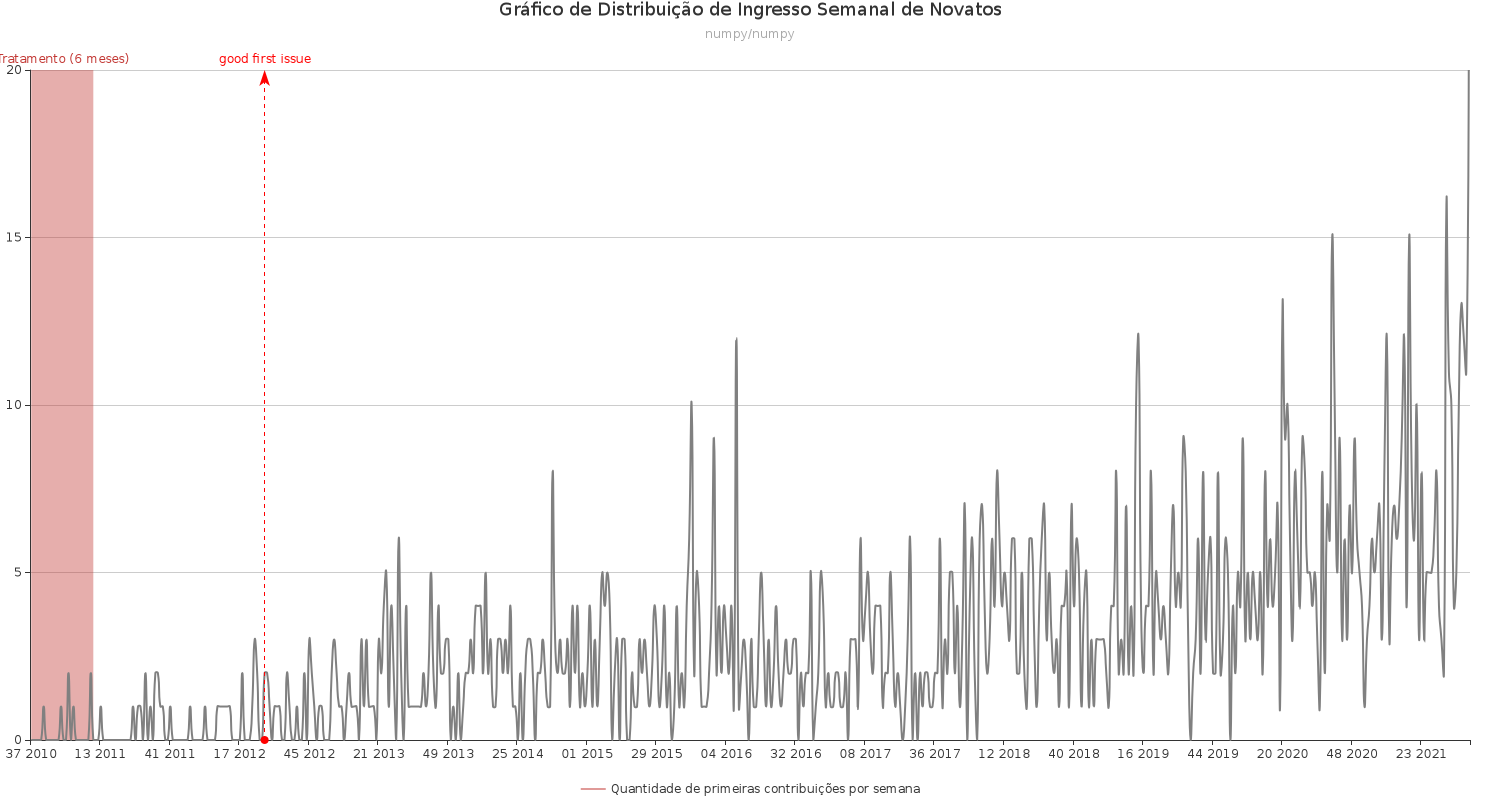 Gráfico de Distribuição de Ingresso Semanal de Novatos
numpy/numpy
Tratamento (6 meses)
good first issue
20
15
10
5
0
37 2010 13 2011 41 2011 17 2012 45 2012 21 2013 49 2013 25 2014 01 2015 29 2015 04 2016 32 2016 08 2017 36 2017 12 2018 40 2018 16 2019 44 2019 20 2020 48 2020 23 2021
Quantidade de primeiras contribuições por semana